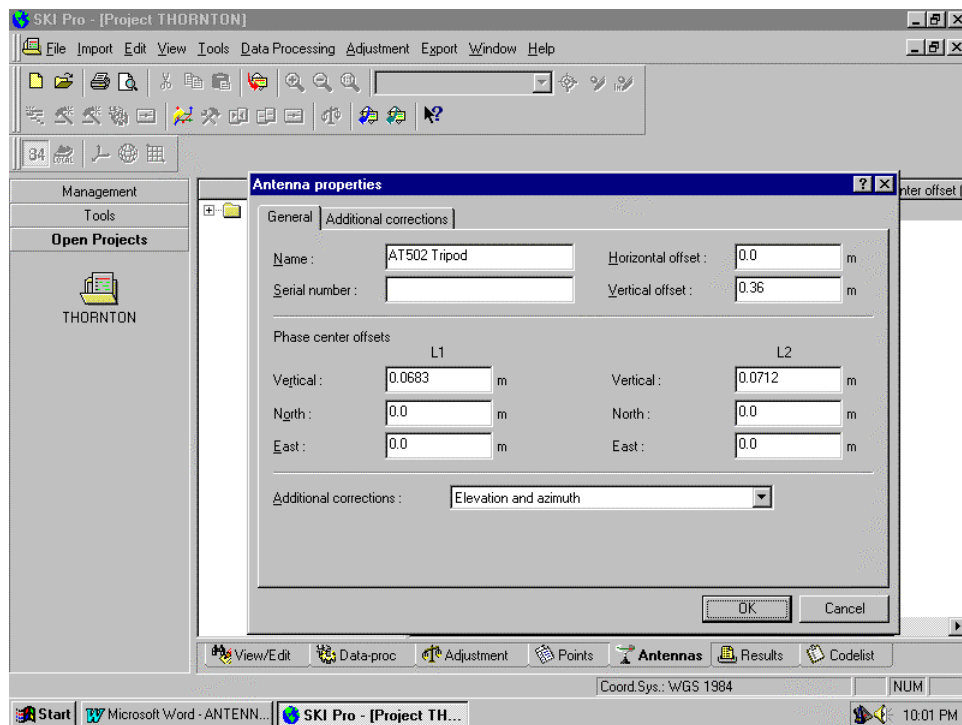 SKI Pro - [Project THORNTON]
File Import Edit View Tools Data Processing Adjustment Export Window Help
84
Management
Tools
Open Projects
THORNTON
nter offset
Antenna properties
General Additional corrections
Name : AT502 Tripod Horizontal offset : 0.0 m
Serial number : Vertical offset : 0.36 m
Phase center offsets
L1 L2
Vertical : 0.0683 m Vertical : 0.0712 m
North : 0.0 m North : 0.0 m
East : 0.0 m East : 0.0 m
Additional corrections : Elevation and azimuth
OK Cancel
View/Edit Data-proc Adjustment Points Antennas Results Codelist
Coord.Sys.: WGS 1984 NUM
Start Microsoft Word - ANTENN... SKI Pro - [Project TH... 10:01 PM